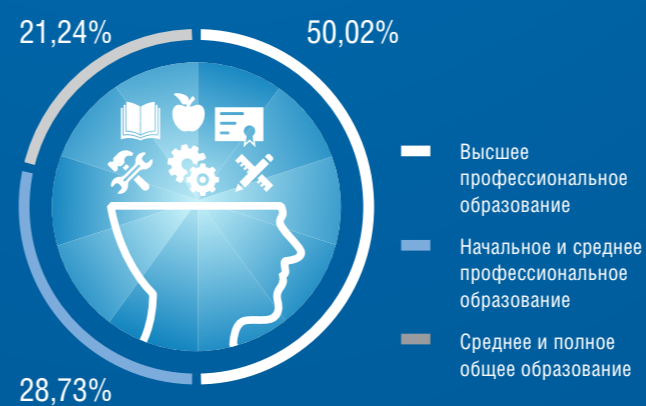 21,24%
50,02%
Высшее
профессиональное
образование
Начальное и среднее
профессиональное
образование
Среднее и полное
общее образование
28,73%